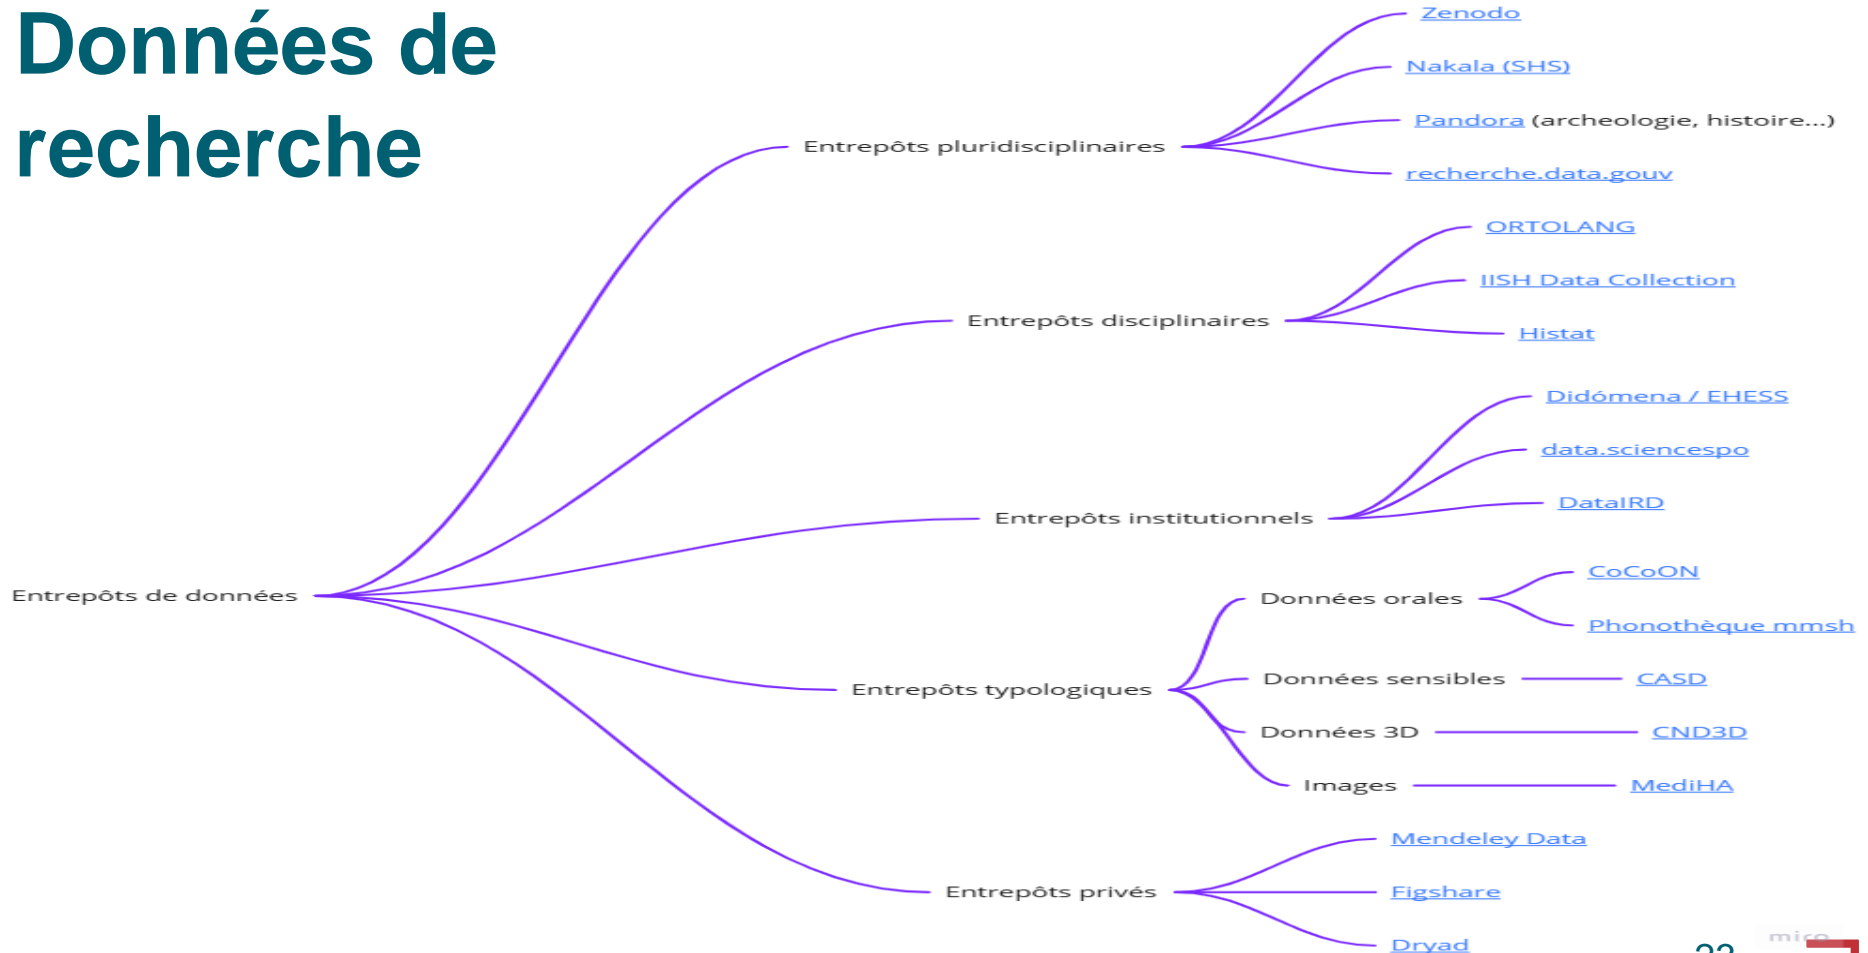 Données de
recherche
Zenodo
Nakala (SHS)
Pandora (archeologie, histoire...)
Entrepôts pluridisciplinaires
recherche.data.gouv
ORTOLANG
IISH Data Collection
Entrepôts disciplinaires
Histat
Didómena / EHESS
data.sciencespo
DataIRD
Entrepôts institutionnels
Entrepôts de données
CoCoON
Données orales
Phonothèque mmsh
Données sensibles
CASD
Entrepôts typologiques
Données 3D
CND3D
Images
MediHA
Mendeley Data
Entrepôts privés
Figshare
Dryad
miro